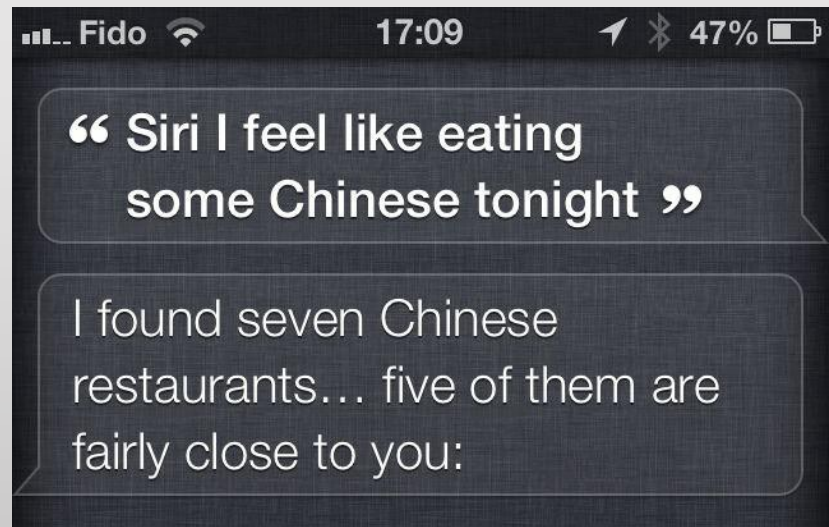 Fido 17:09 47%
“ Siri I feel like eating
some Chinese tonight ”
I found seven Chinese
restaurants... five of them are
fairly close to you: